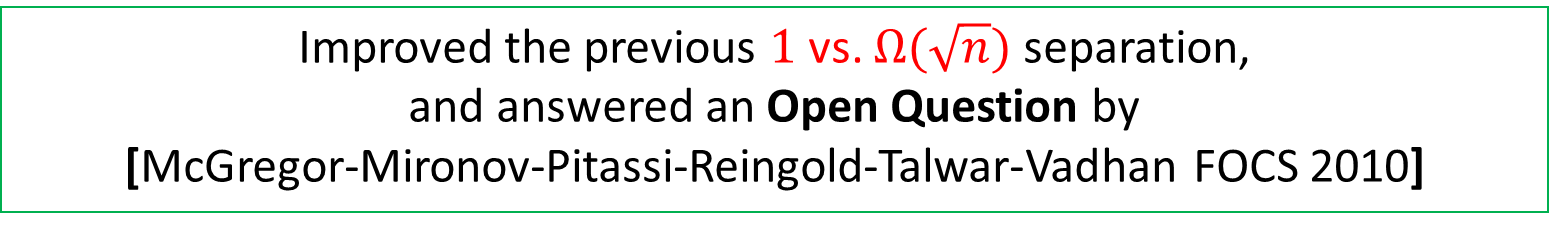 Improved the previous 1 vs. Ω(√n) separation,
and answered an Open Question by
[McGregor-Mironov-Pitassi-Reingold-Talwar-Vadhan FOCS 2010]